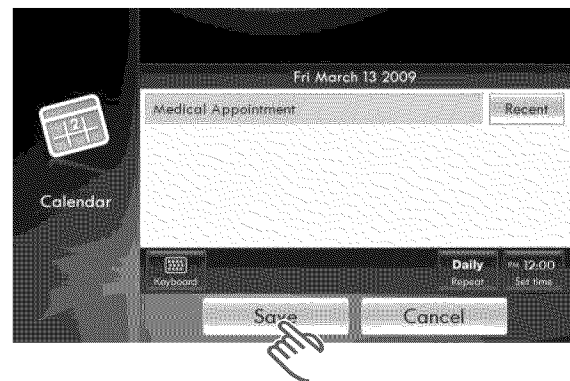 Fri March 13 2009
Medical Appointment
Recent
Calendar
Keyboard
Daily
Repeat
PM 12:00
Set time
Save
Cancel